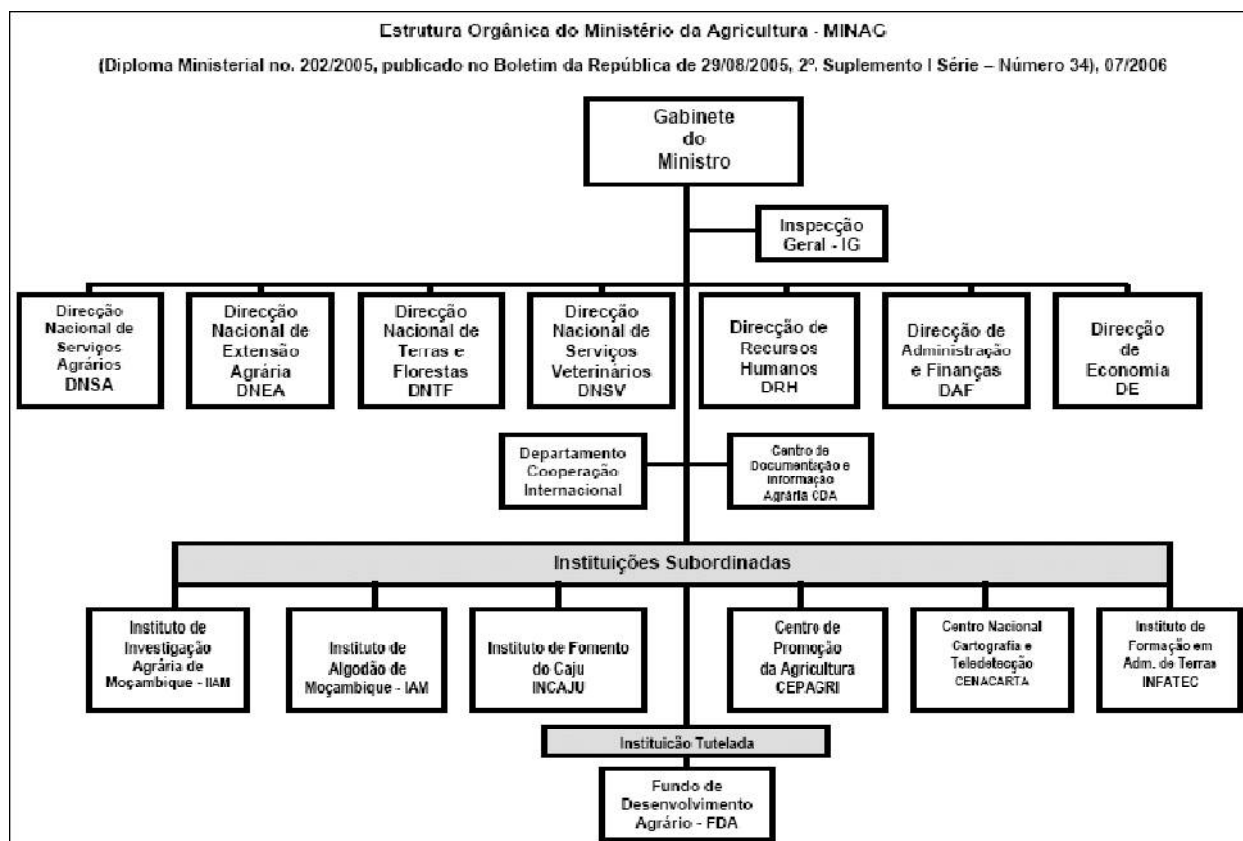 Estrutura Orgânica do Ministério da Agricultura - MINAG
(Diploma Ministerial no. 202/2005, publicado no Boletim da República de 29/08/2005, 2º. Suplemento I Série – Número 34), 07/2006
Gabinete
do
Ministro
Inspecção
Geral - IG
Direcção
Nacional de
Serviços
Agrários
DNSA
Direcção
Nacional de
Extensão
Agrária
DNEA
Direcção
Nacional de
Terras e
Florestas
DNTF
Direcção
Nacional de
Serviços
Veterinários
DNSV
Direcção de
Recursos
Humanos
DRH
Direcção de
Administração
e Finanças
DAF
Direcção
de
Economia
DE
Departamento
Cooperação
Internacional
Centro de
Documentação e
Informação
Agrária CDA
Instituições Subordinadas
Instituto de
Investigação
Agrária de
Moçambique - IIAM
Instituto de
Algodão de
Moçambique - IAM
Instituto de Fomento
do Caju
INCAJU
Centro de
Promoção
da Agricultura
CEPAGRI
Centro Nacional
Cartografia e
Teledetecção
CENACARTA
Instituto de
Formação em
Adm. de Terras
INFATEC
Instituicão Tutelada
Fundo de
Desenvolvimento
Agrário - FDA